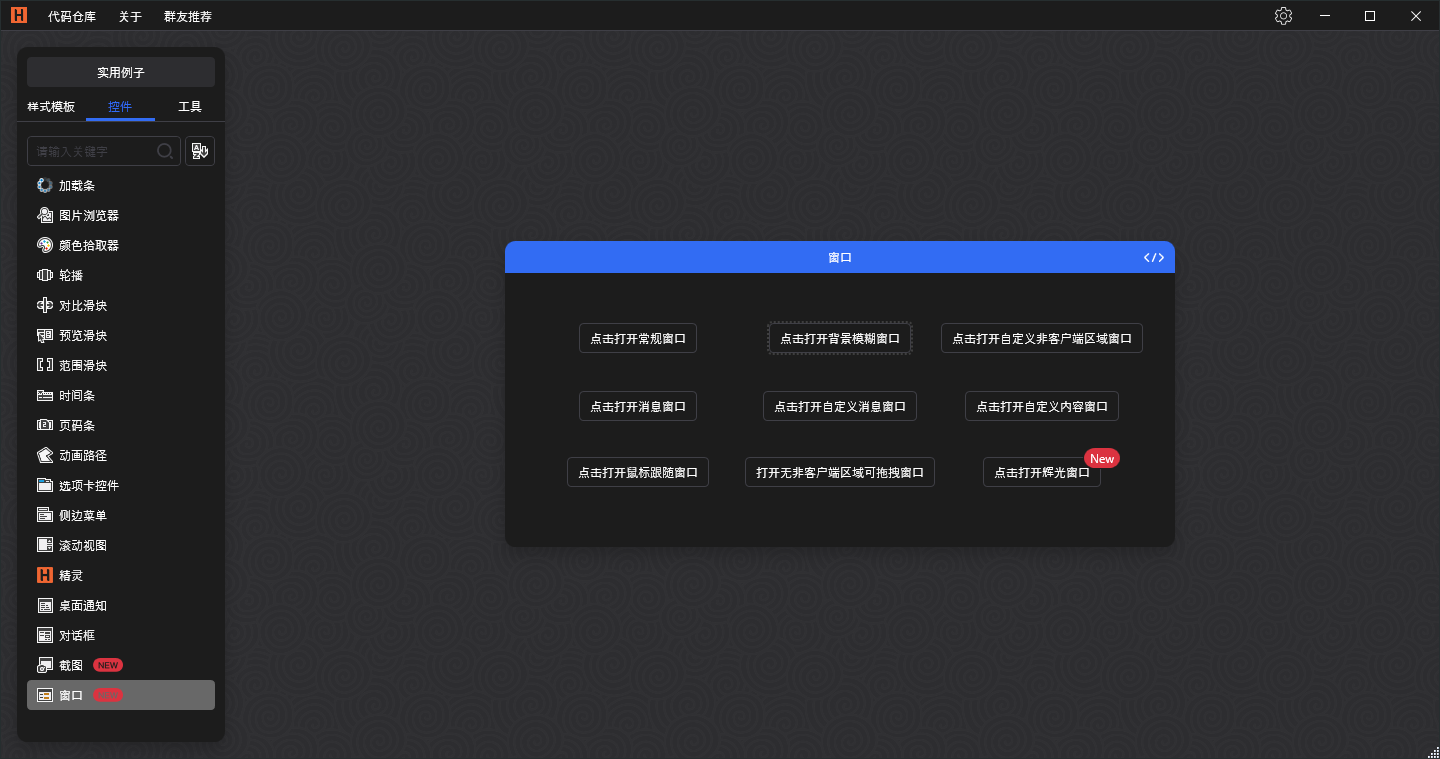 代码仓库 关于 群友推荐
实用例子
样式模板 控件 工具
请输入关键字
加载条
图片浏览器
颜色拾取器
轮播
对比滑块
预览滑块
范围滑块
时间条
页码条
动画路径
选项卡控件
侧边菜单
滚动视图
精灵
桌面通知
对话框
截图 NEW
窗口
窗口 </>
点击打开常规窗口 点击打开背景模糊窗口 点击打开自定义非客户端区域窗口
点击打开消息窗口 点击打开自定义消息窗口 点击打开自定义内容窗口
New
点击打开鼠标跟随窗口 打开无非客户端区域可拖拽窗口 点击打开辉光窗口